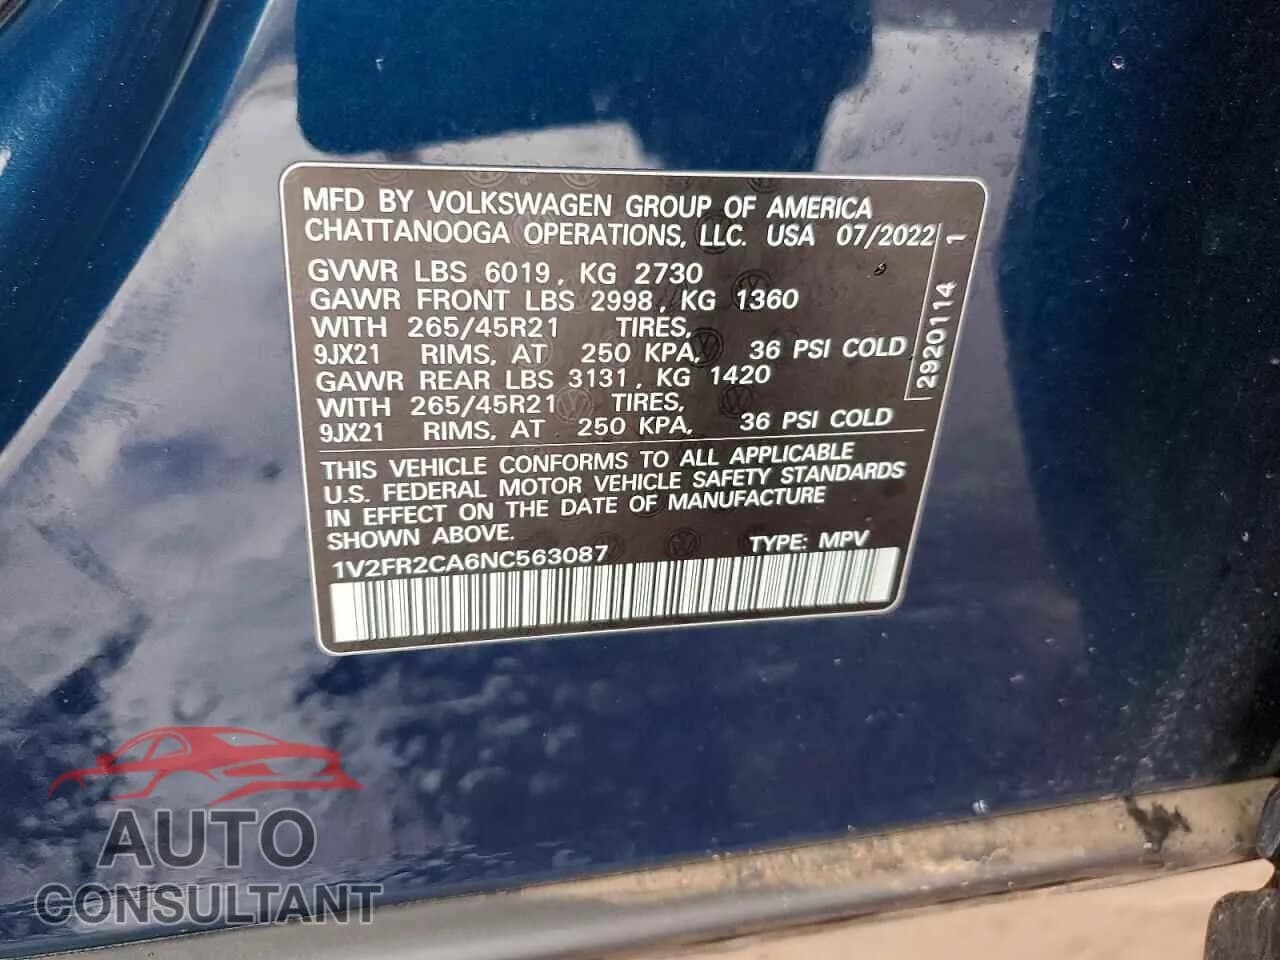 MFD BY VOLKSWAGEN GROUP OF AMERICA
CHATTANOOGA OPERATIONS, LLC. USA 07/2022
GVWR LBS 6019, KG 2730
GAWR FRONT LBS 2998, KG 1360
WITH 265/45R21 TIRES,
9JX21 RIMS, AT 250 KPA, 36 PSI COLD
GAWR REAR LBS 3131, KG 1420
WITH 265/45R21 TIRES,
9JX21 RIMS, AT 250 KPA, 36 PSI COLD
2920114 1
THIS VEHICLE CONFORMS TO ALL APPLICABLE
U.S. FEDERAL MOTOR VEHICLE SAFETY STANDARDS
IN EFFECT ON THE DATE OF MANUFACTURE
SHOWN ABOVE.
1V2FR2CA6NC563087 TYPE: MPV
AUTO
CONSULTANT